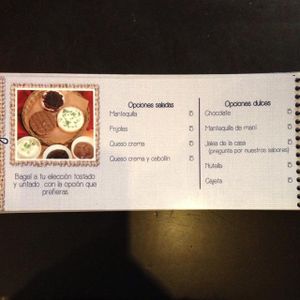 Opciones saladas
Mantequilla
Frijoles
Queso crema
Queso crema y cebollín
Opciones dulces
Chocolate
Mantequilla de maní
Jalea de la casa
(pregunta por nuestros sabores)
Nutella
Cajeta
Bagel a tu elección tostado
y untado , con la opción que
prefieras